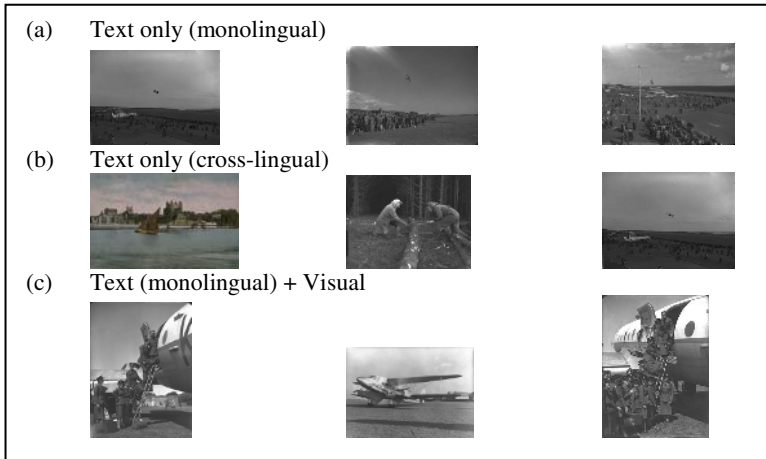 (a) Text only (monolingual)
(b) Text only (cross-lingual)
(c) Text (monolingual) + Visual